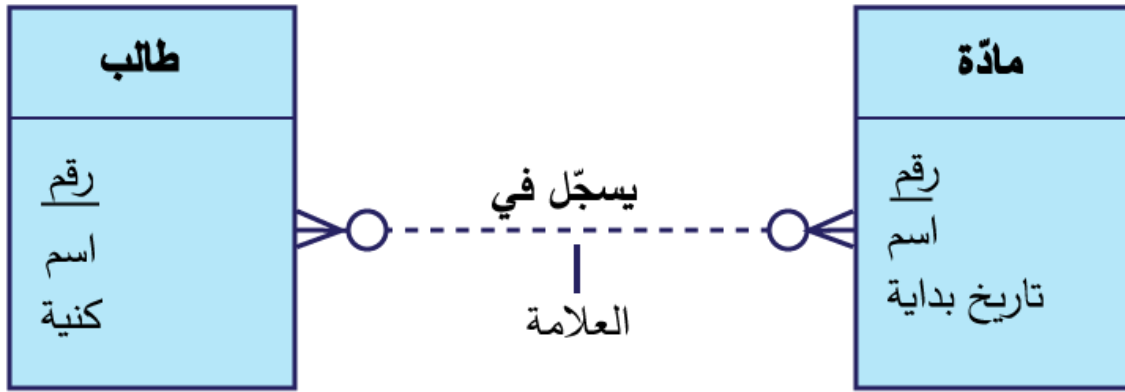 مادّة
رقم
اسم
تاريخ بداية
يسجّل في
العلامة
طالب
رقم
اسم
كنية